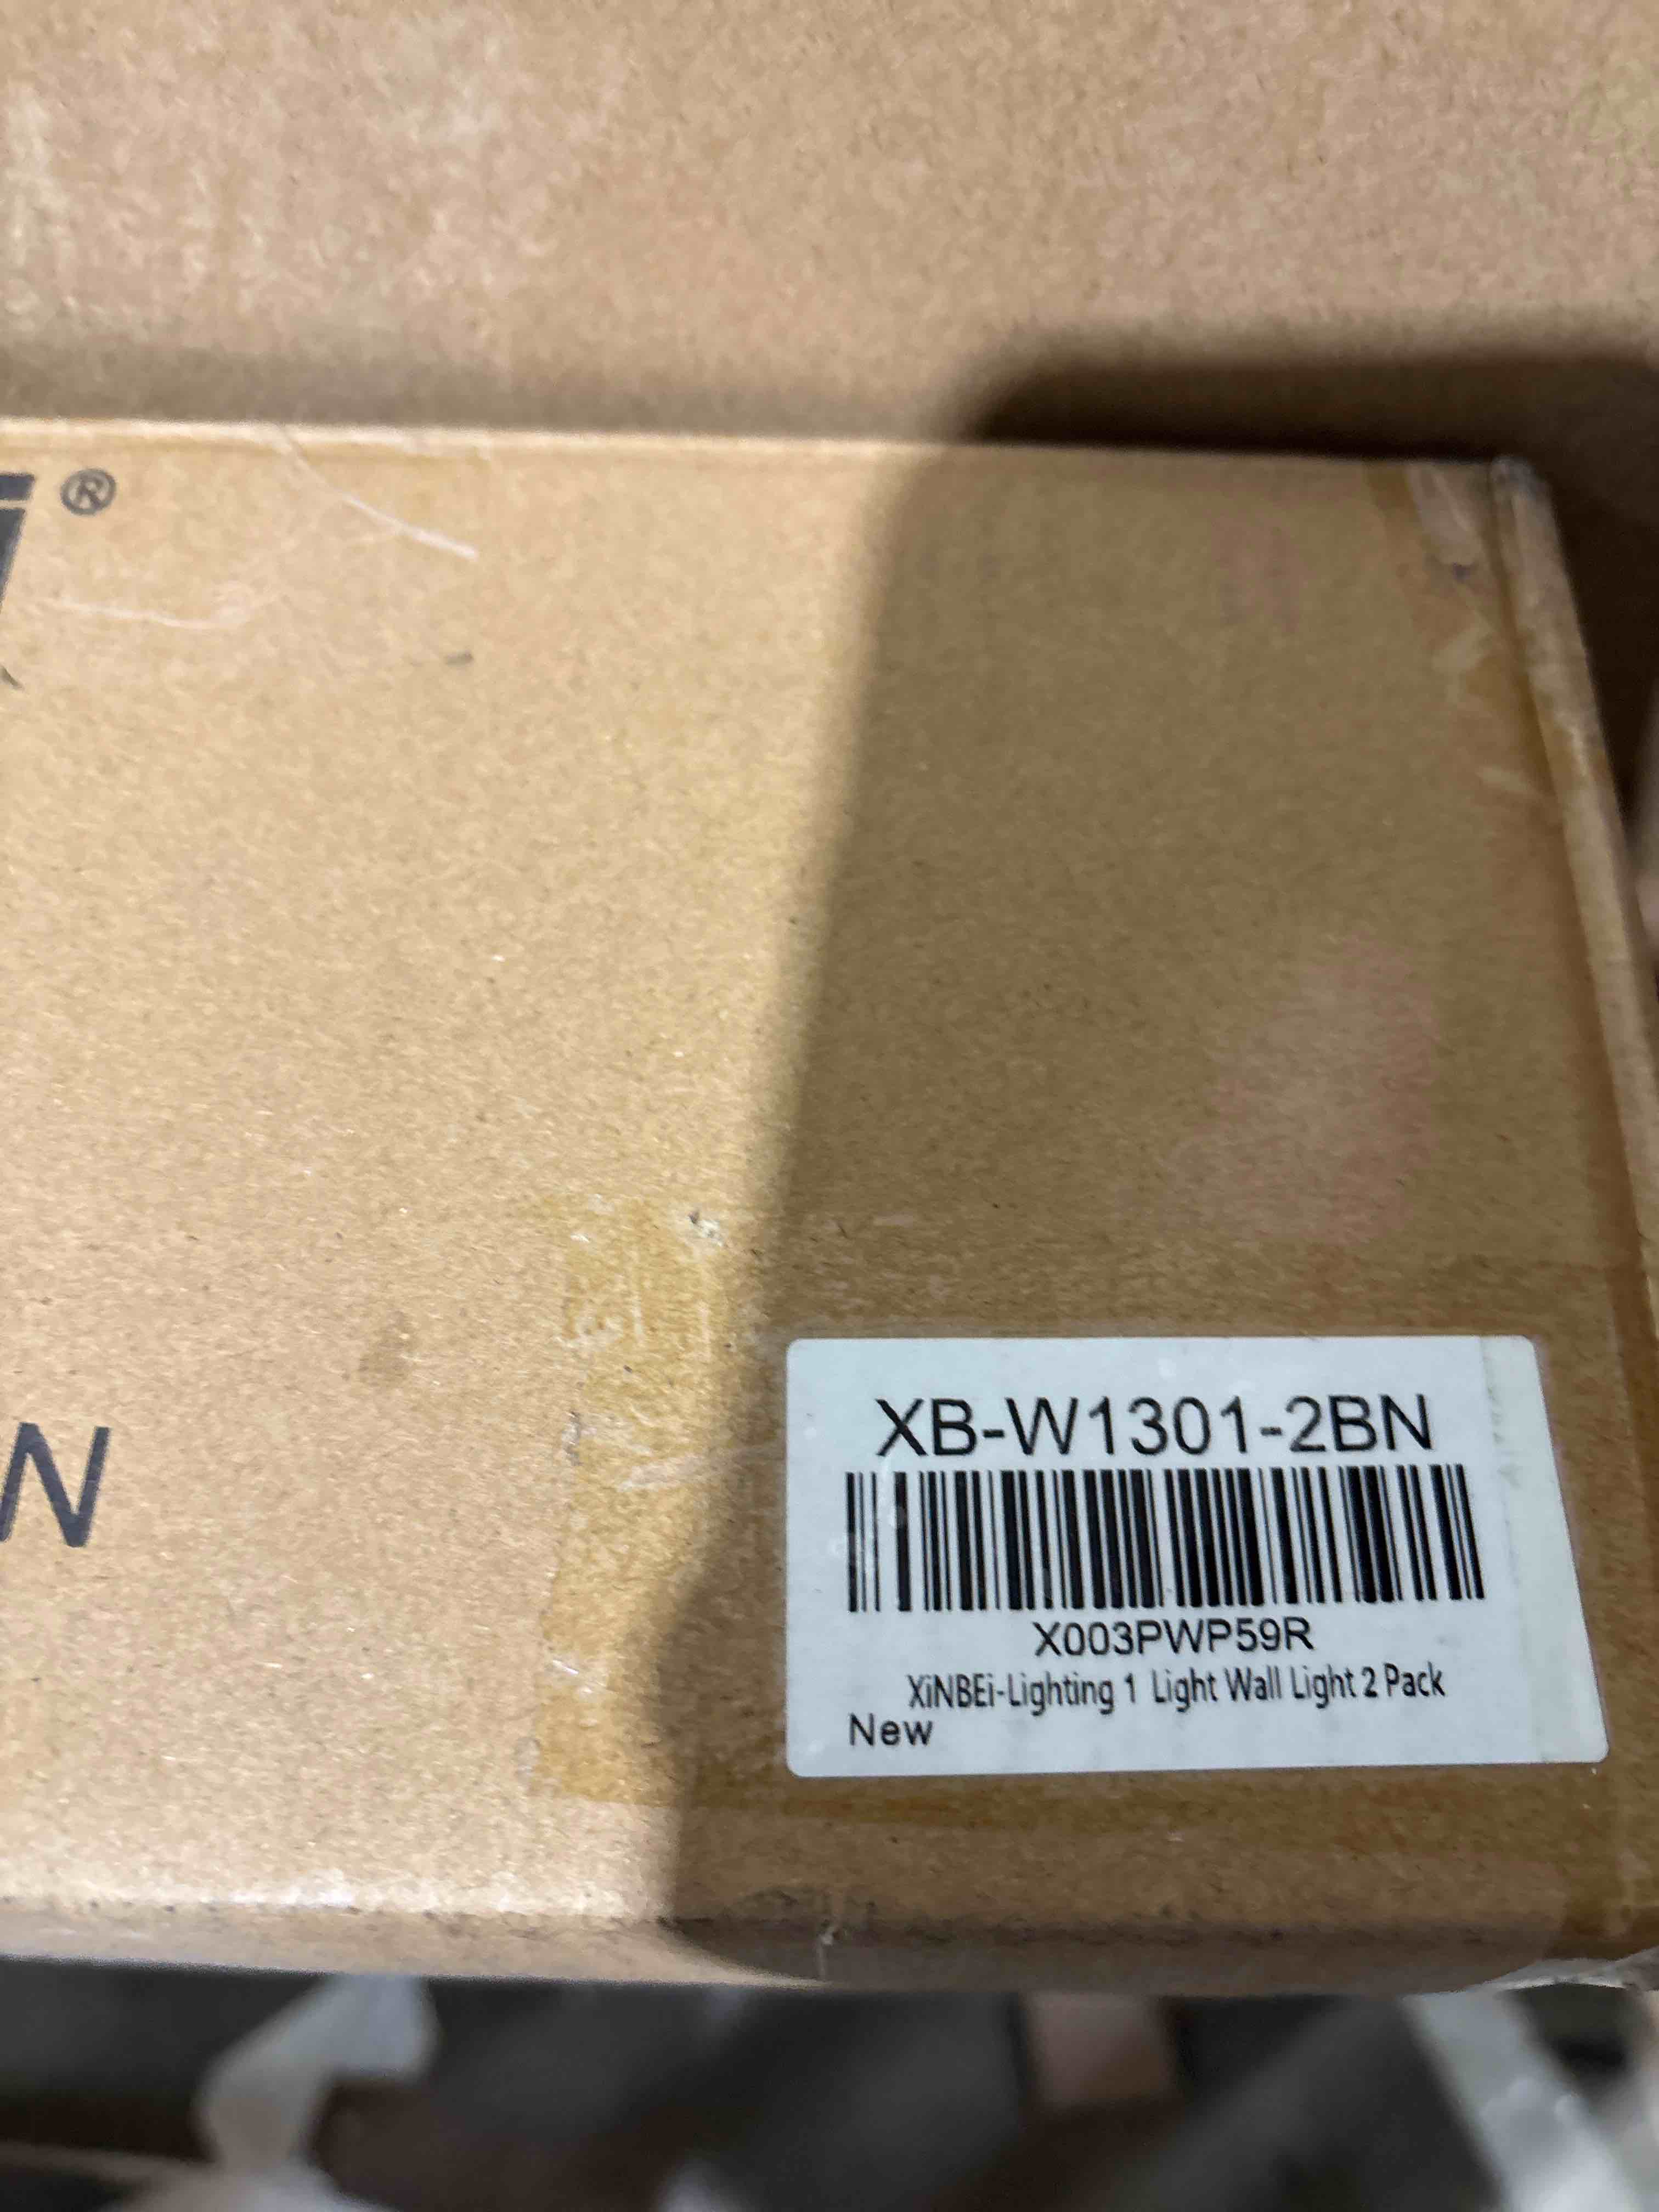 ®
N
XB-W1301-2BN
X003PWP59R
XiNBEi-Lighting 1 Light Wall Light 2 Pack
New